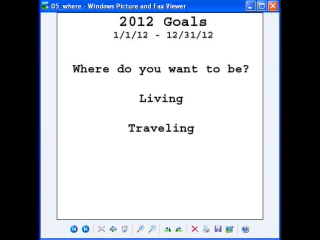 05_where - Windows Picture and Fax Viewer
2012 Goals
1/1/12 - 12/31/12
Where do you want to be?
Living
Traveling